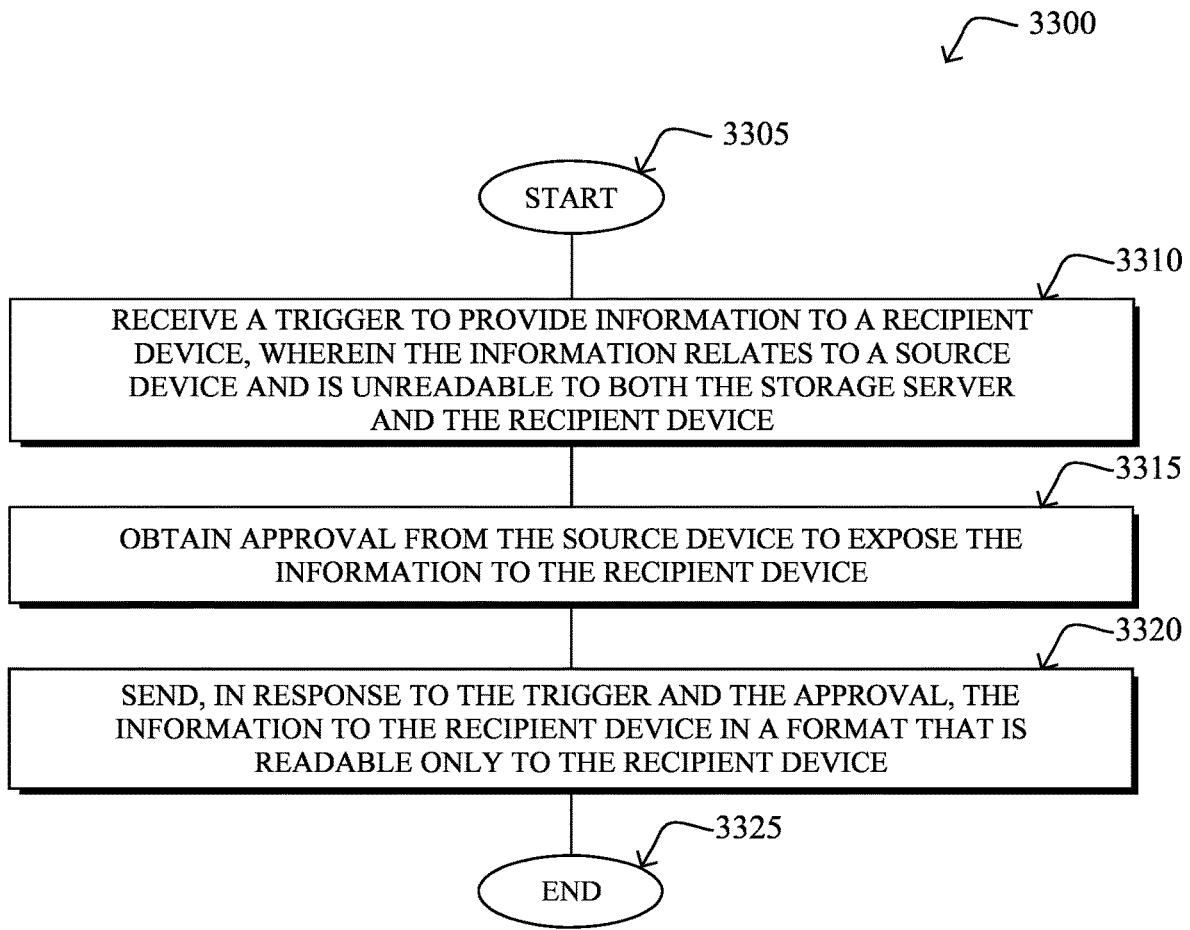 3300
3305
START
3310
RECEIVE A TRIGGER TO PROVIDE INFORMATION TO A RECIPIENT
DEVICE, WHEREIN THE INFORMATION RELATES TO A SOURCE
DEVICE AND IS UNREADABLE TO BOTH THE STORAGE SERVER
AND THE RECIPIENT DEVICE
3315
OBTAIN APPROVAL FROM THE SOURCE DEVICE TO EXPOSE THE
INFORMATION TO THE RECIPIENT DEVICE
3320
SEND, IN RESPONSE TO THE TRIGGER AND THE APPROVAL, THE
INFORMATION TO THE RECIPIENT DEVICE IN A FORMAT THAT IS
READABLE ONLY TO THE RECIPIENT DEVICE
3325
END